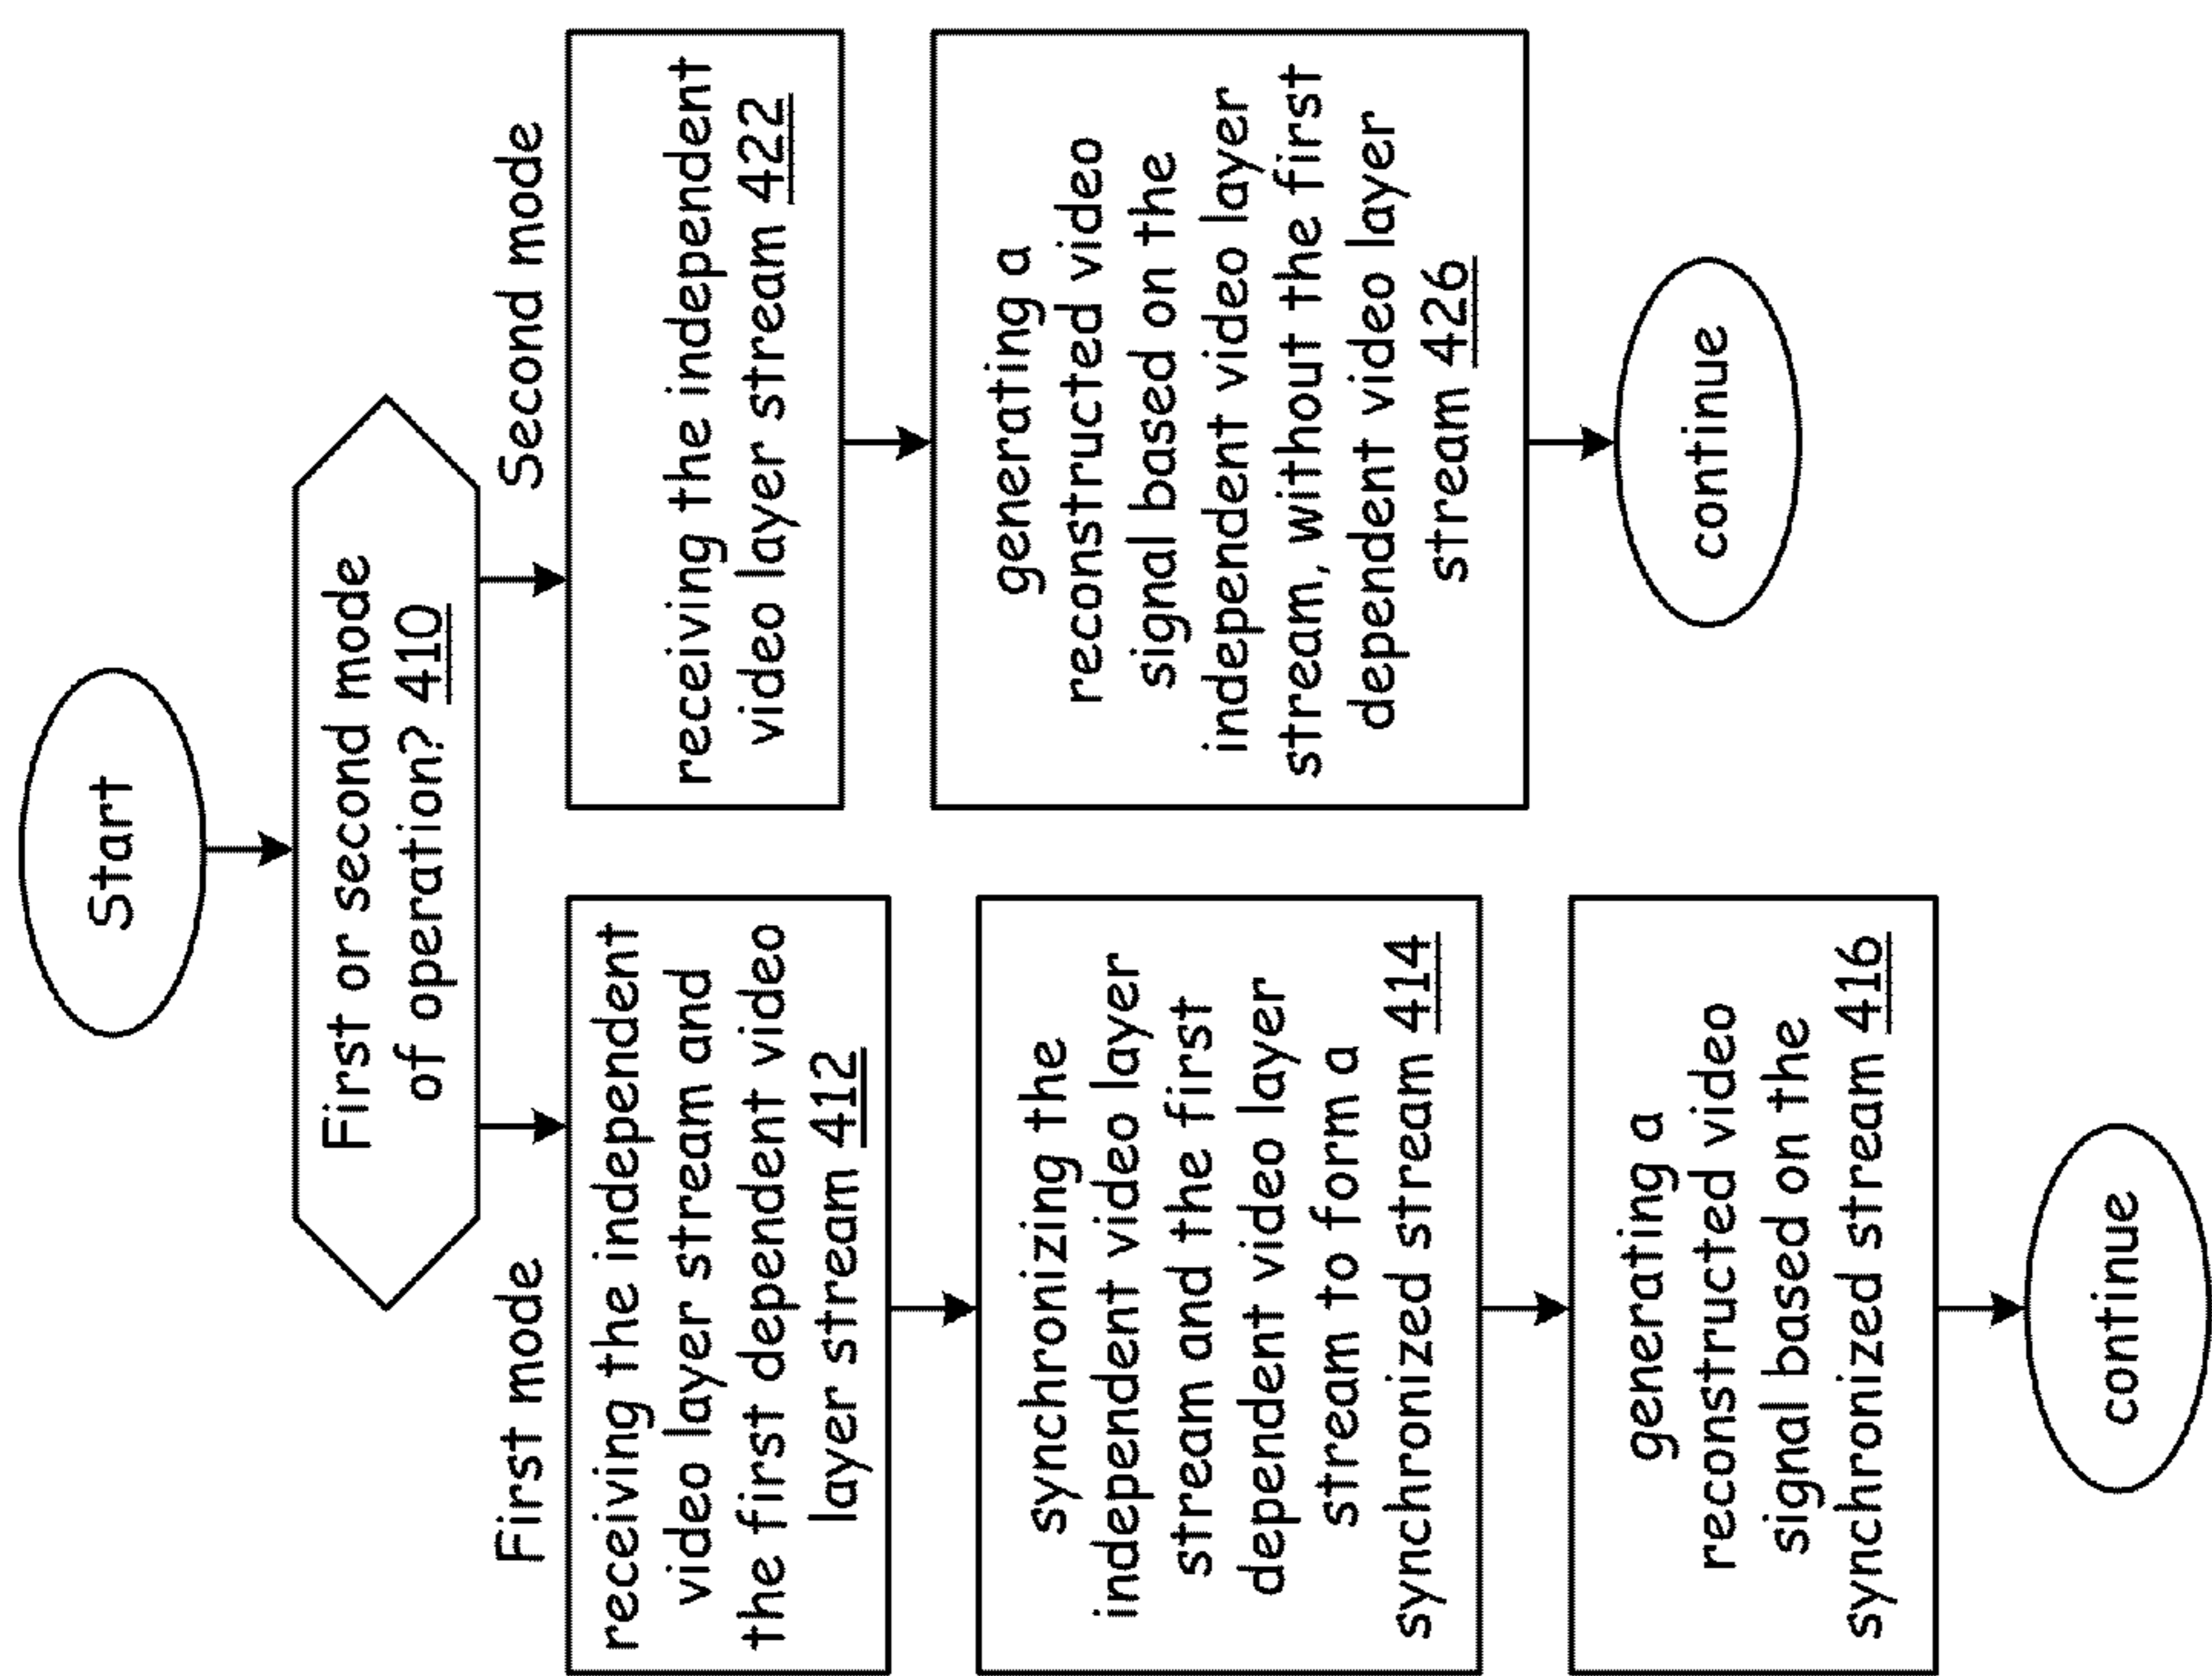 Start
First or second mode
of operation? 410
First mode
receiving the independent
video layer stream and
the first dependent video
layer stream 412
synchronizing the
independent video layer
stream and the first
dependent video layer
stream to form a
synchronized stream 414
generating a
reconstructed video
signal based on the
synchronized stream 416
continue
Second mode
receiving the independent
video layer stream 422
generating a
reconstructed video
signal based on the
independent video layer
stream, without the first
dependent video layer
stream 426
continue